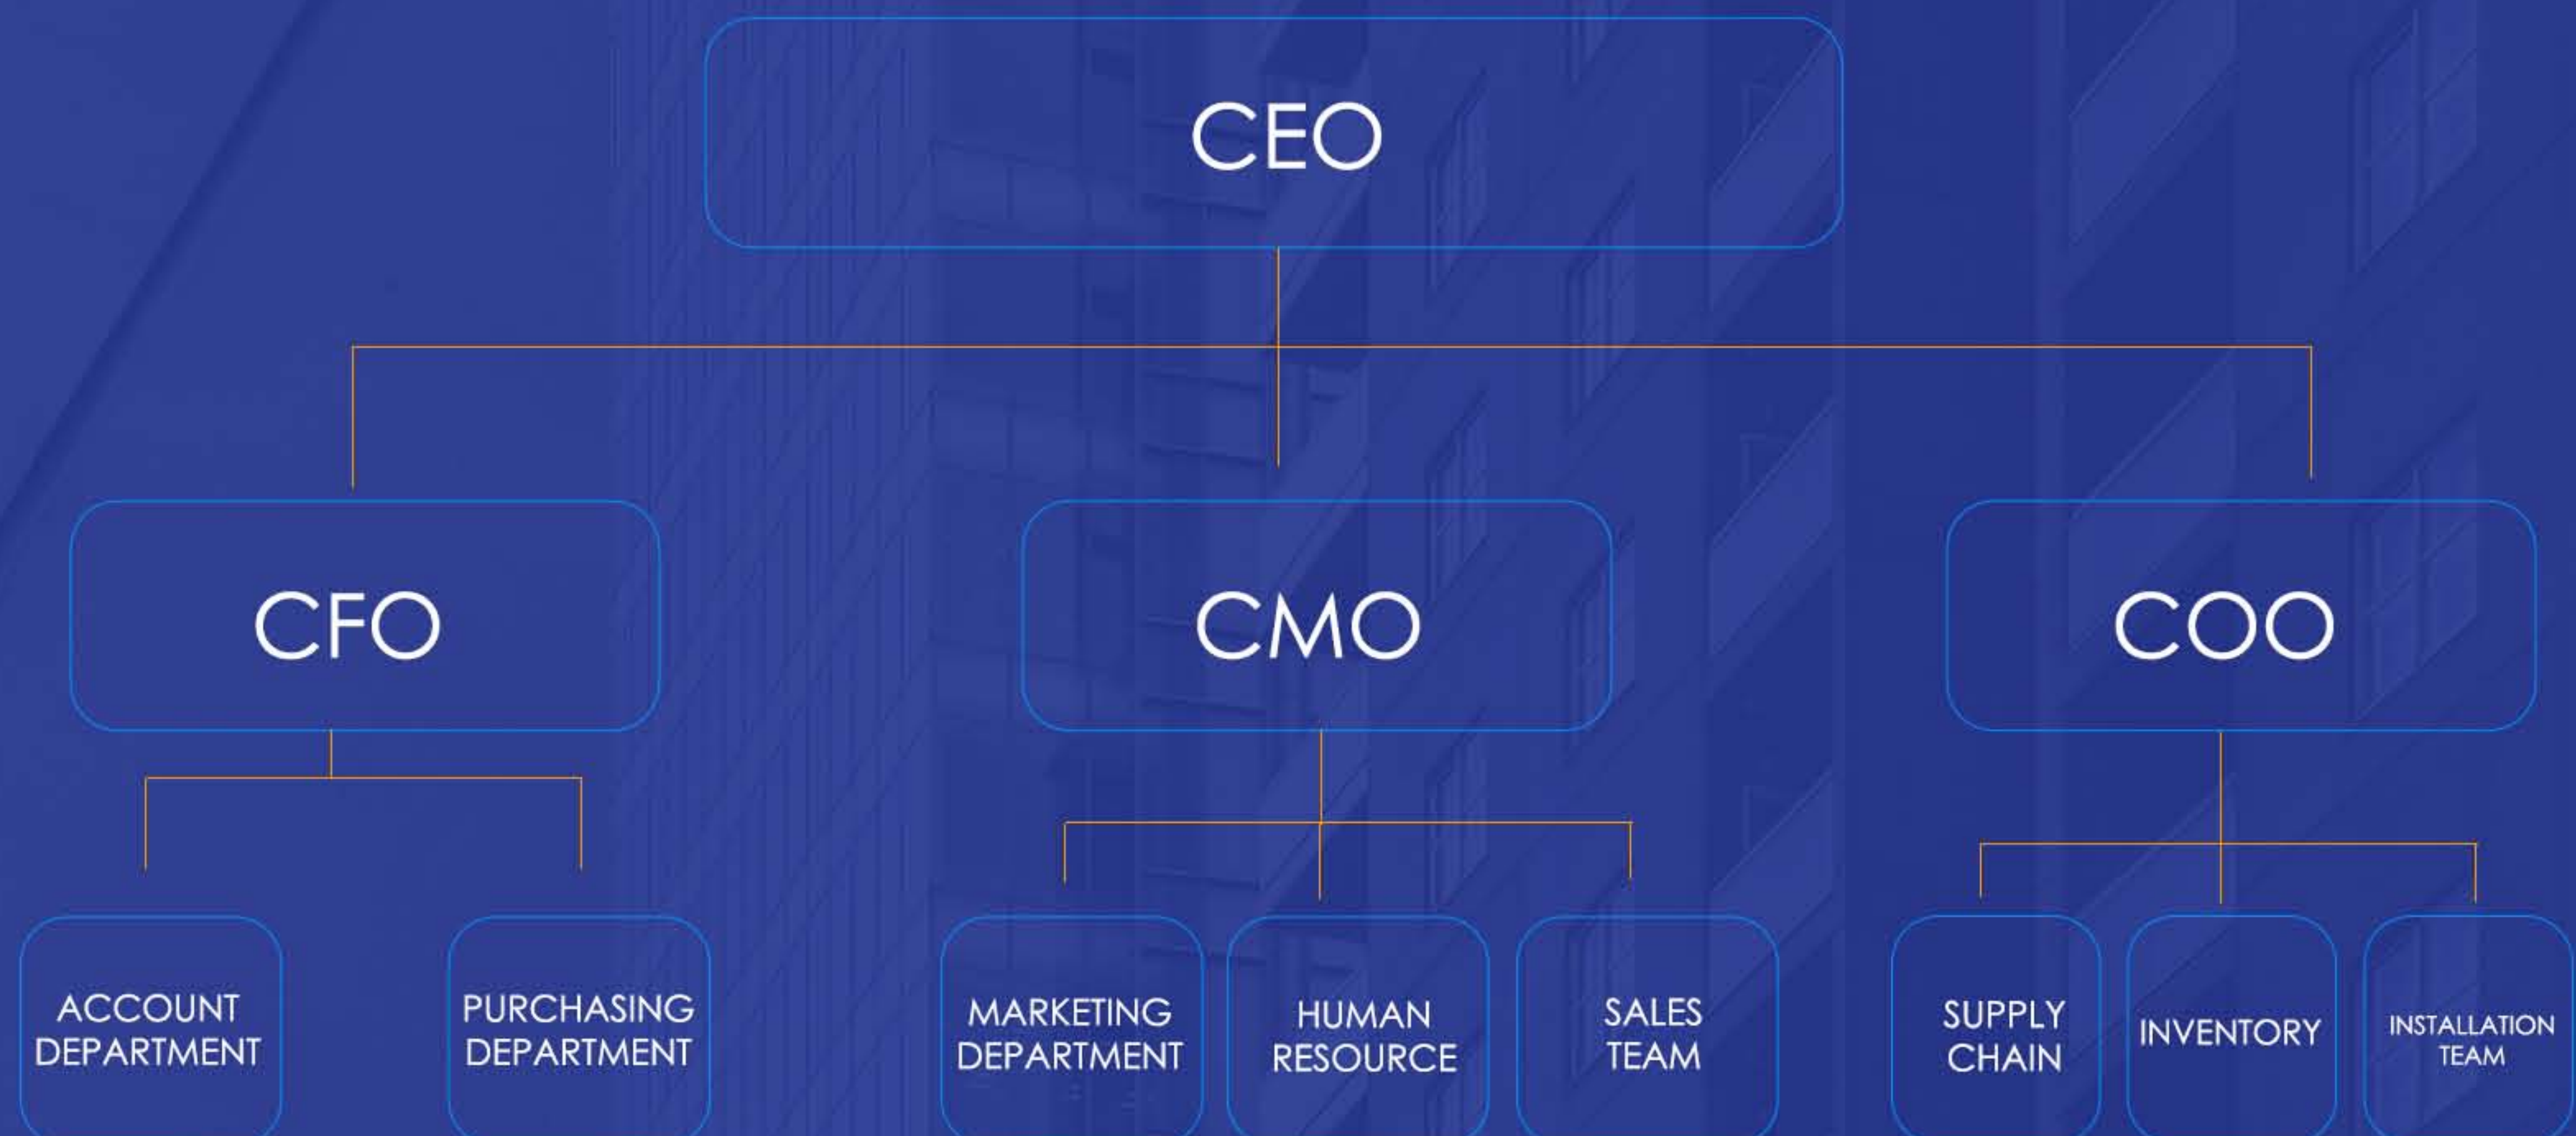 CEO
CFO
CMO
COO
ACCOUNT
DEPARTMENT
PURCHASING
DEPARTMENT
MARKETING
DEPARTMENT
HUMAN
RESOURCE
SALES
TEAM
SUPPLY
CHAIN
INVENTORY
INSTALLATION
TEAM